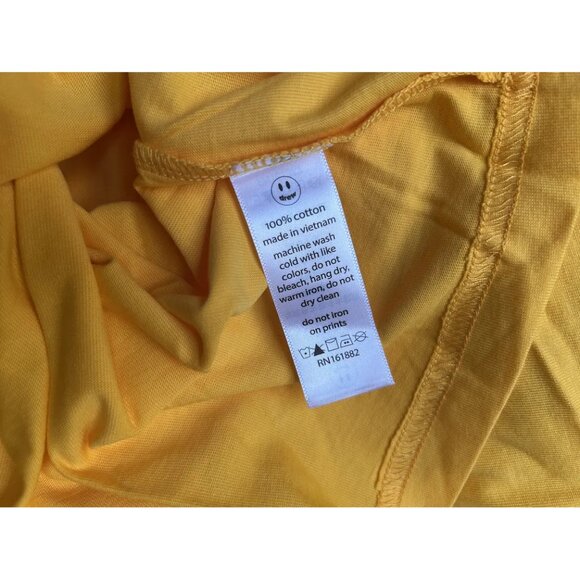 drew
100% cotton
made in vietnam
machine wash
cold with like
colors, do not
bleach, hang dry,
warm iron, do not
dry clean
do not iron
on prints
RN161882